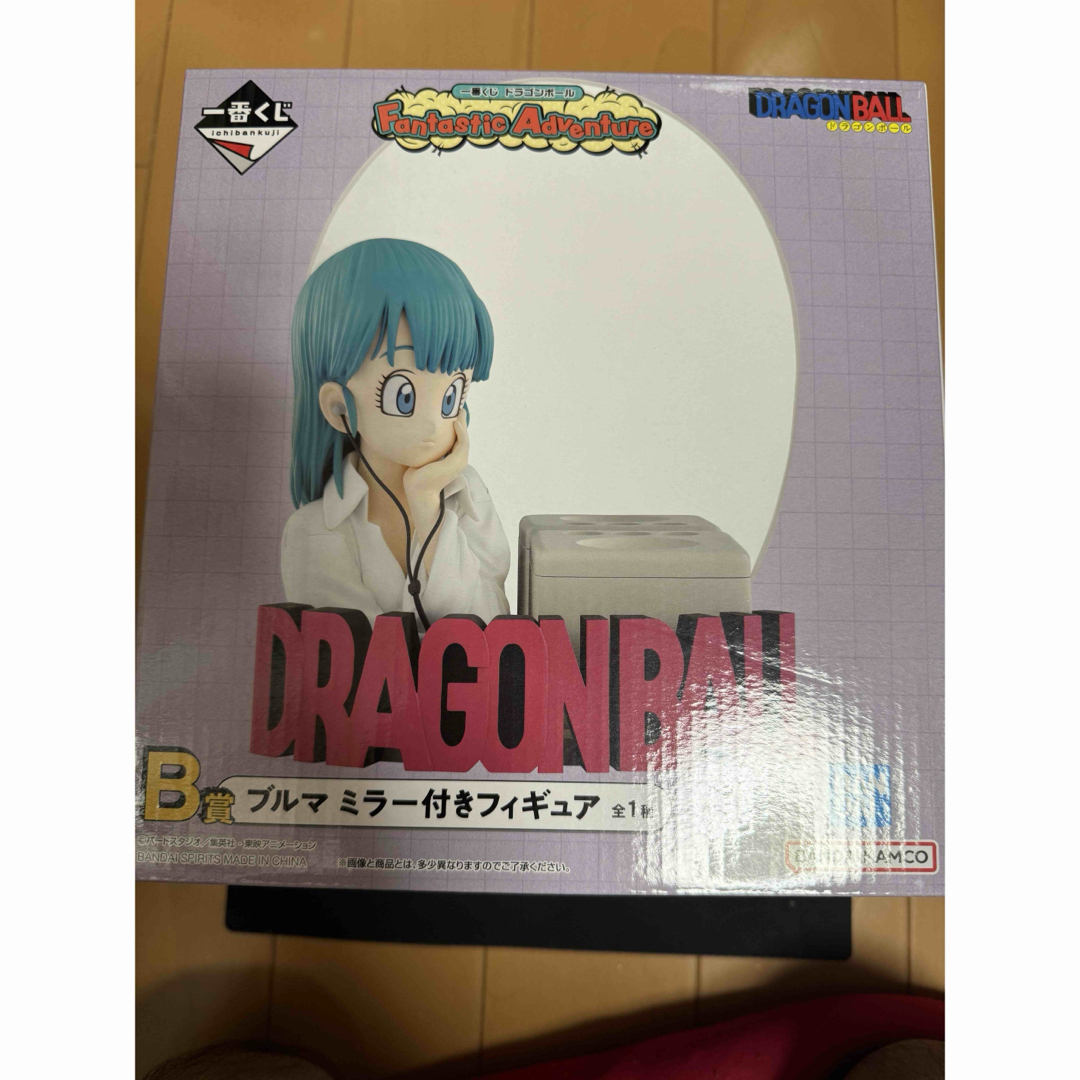 一番くじ
ichibankuji
一番くじ ドラゴンボール
Fantastic Adventure
DRAGONBALL
ドラゴンボール
DRAGONBALL
B賞
ブルマ ミラー付きフィギュア 全1種
©バードスタジオ/集英社・東映アニメーション
BANDAI SPIRITS MADE IN CHINA
※画像と商品とは、多少異なりますのでご了承ください。
BANDAI NAMCO